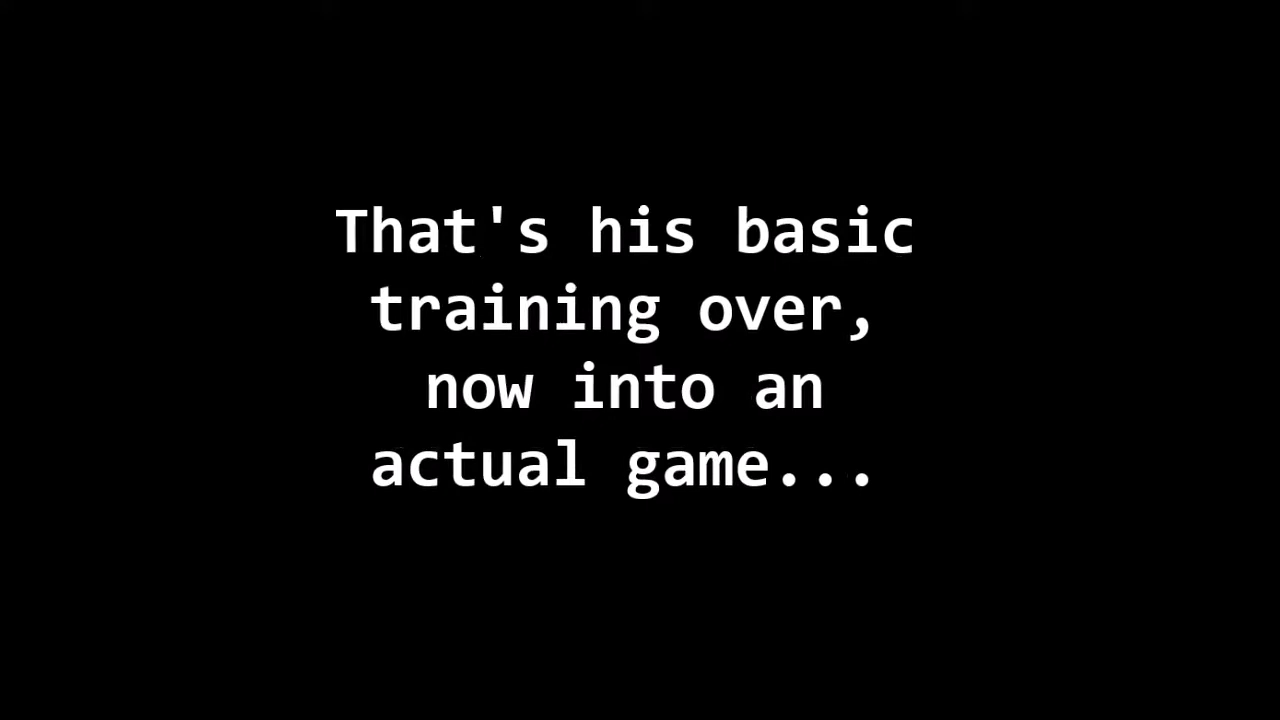 That's his basic
training over,
now into an
actual game...